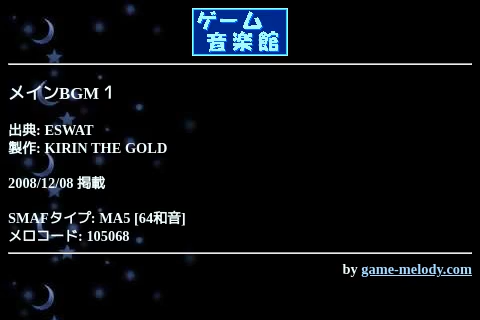 ゲーム
音楽館
メインBGM１
出典: ESWAT
製作: KIRIN THE GOLD
2008/12/08 掲載
SMAFタイプ: MA5 [64和音]
メロコード: 105068
by game-melody.com